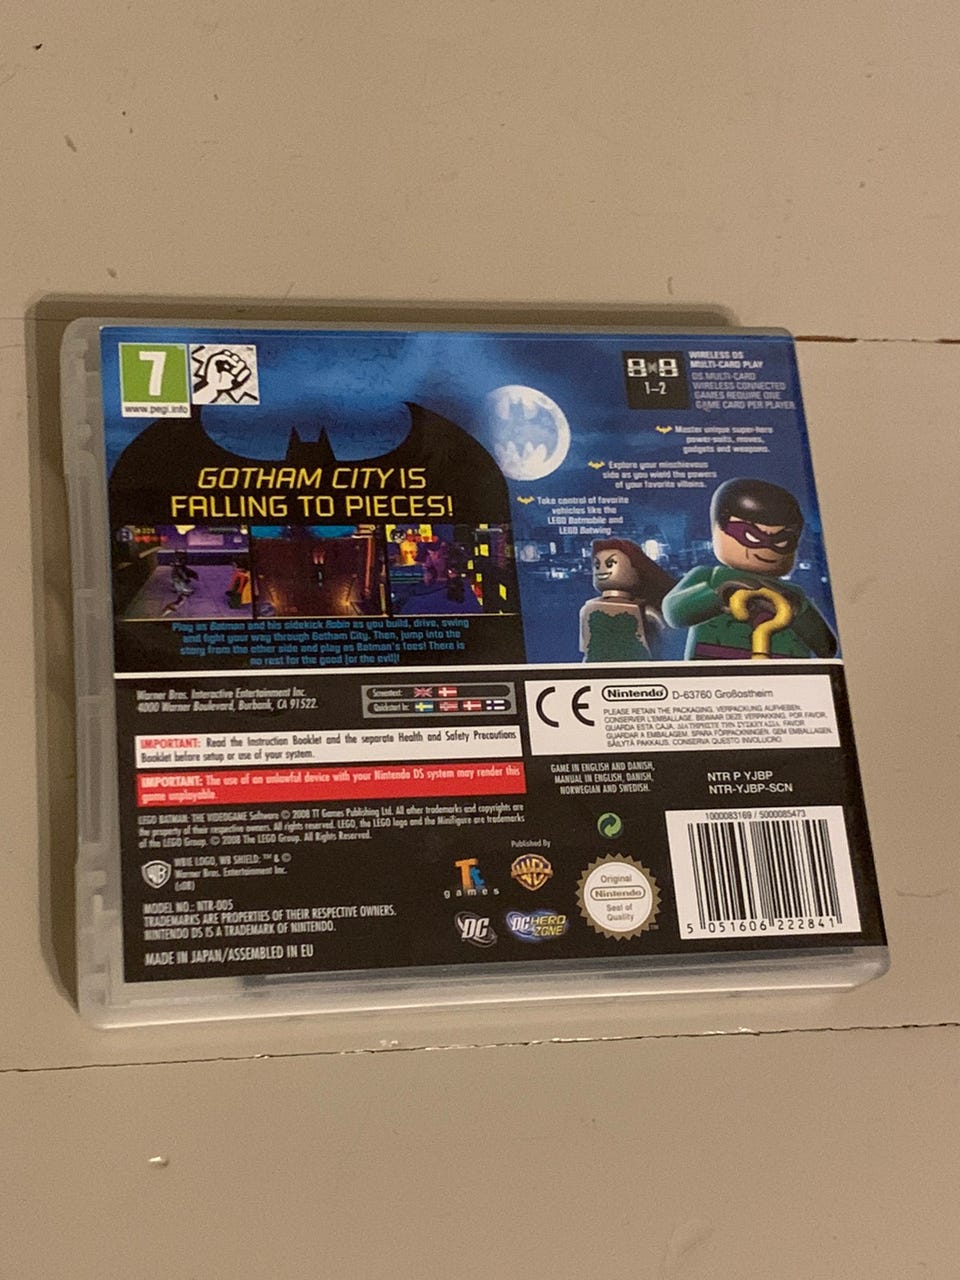 7
www.pegi.info
WIRELESS DS
MULTI-CARD PLAY
DS MULTI-CARD
WIRELESS CONNECTED
GAMES REQUIRE ONE
GAME CARD PER PLAYER
1–2
Master unique super-hero
power-suits, moves,
gadgets and weapons.
Explore your mischievous
side as you wield the powers
of your favorite villains.
Take control of favorite
vehicles like the
LEGO Batmobile and
LEGO Batwing
GOTHAM CITY IS
FALLING TO PIECES!
Play as Batman and his sidekick Robin as you build, drive, swing
and fight your way through Gotham City. Then, jump into the
story from the other side and play as Batman's foes! There is
no rest for the good (or the evil)!
Warner Bros. Interactive Entertainment Inc.
4000 Warner Boulevard, Burbank, CA 91522.
Screentext:
Quickstart in:
CE
Nintendo D-63760 Großostheim
PLEASE RETAIN THE PACKAGING. VERPACKUNG AUFHEBEN.
CONSERVER L'EMBALLAGE. BEWAAR DEZE VERPAKKING. POR FAVOR,
GUARDA ESTA CAJA. ΔΙΑΤΗΡΕΙΣΤΕ ΤΗΝ ΣΥΣΚΕΥΑΣΙΑ. FAVOR
GUARDAR A EMBALAGEM. SPARA FÖRPACKNINGEN. GEM EMBALLAGEN.
SÄILYTÄ PAKKAUS. CONSERVA QUESTO INVOLUCRO.
IMPORTANT: Read the Instruction Booklet and the separate Health and Safety Precautions
Booklet before setup or use of your system.
IMPORTANT: The use of an unlawful device with your Nintendo DS system may render this
game unplayable.
GAME IN ENGLISH AND DANISH,
MANUAL IN ENGLISH, DANISH,
NORWEGIAN AND SWEDISH.
NTR P YJBP
NTR-YJBP-SCN
LEGO BATMAN: THE VIDEOGAME Software © 2008 TT Games Publishing Ltd. All other trademarks and copyrights are
the property of their respective owners. All rights reserved. LEGO, the LEGO logo and the Minifigure are trademarks
of the LEGO Group. © 2008 The LEGO Group. All Rights Reserved.
WB
WBIE LOGO, WB SHIELD: ™ & ©
Warner Bros. Entertainment Inc.
(s08)
Published By
games
WB
DC
DC HERO
ZONE
Original
Nintendo
Seal of
Quality
1000083169 / 5000085473
5 051606 222841
MODEL NO.: NTR-005
TRADEMARKS ARE PROPERTIES OF THEIR RESPECTIVE OWNERS.
NINTENDO DS IS A TRADEMARK OF NINTENDO.
MADE IN JAPAN/ASSEMBLED IN EU